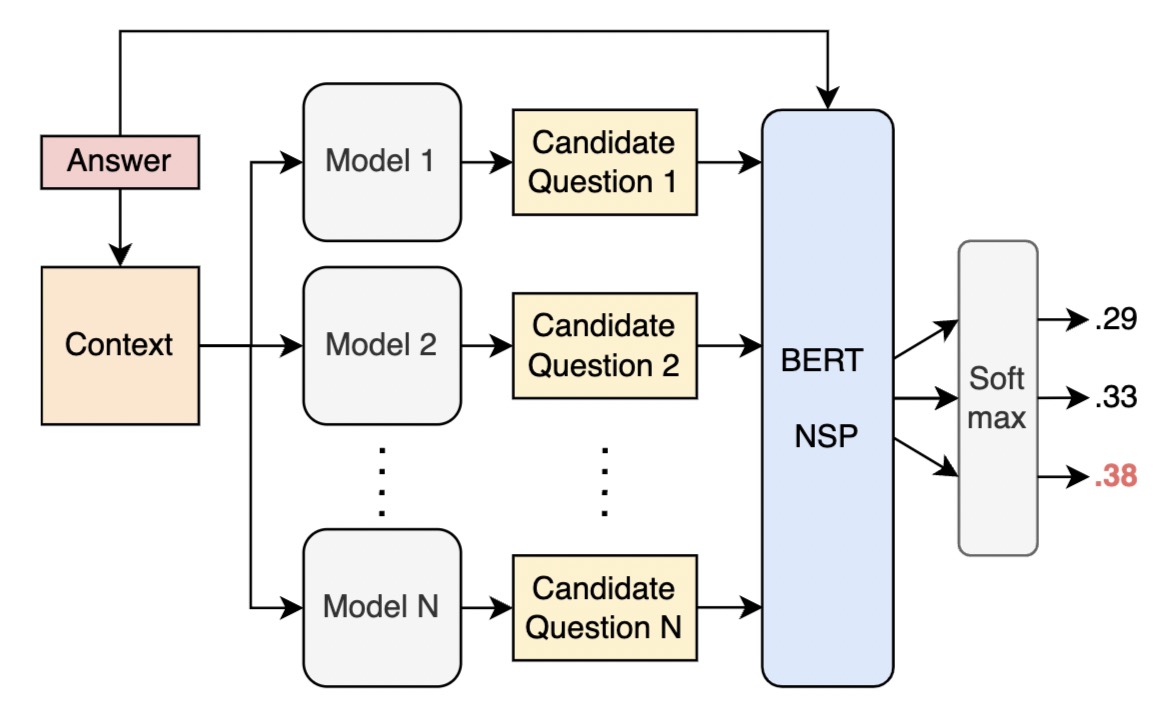 Answer
Context
Model 1
Candidate
Question 1
Model 2
Candidate
Question 2
Model N
Candidate
Question N
BERT
NSP
Soft
max
.29
.33
.38